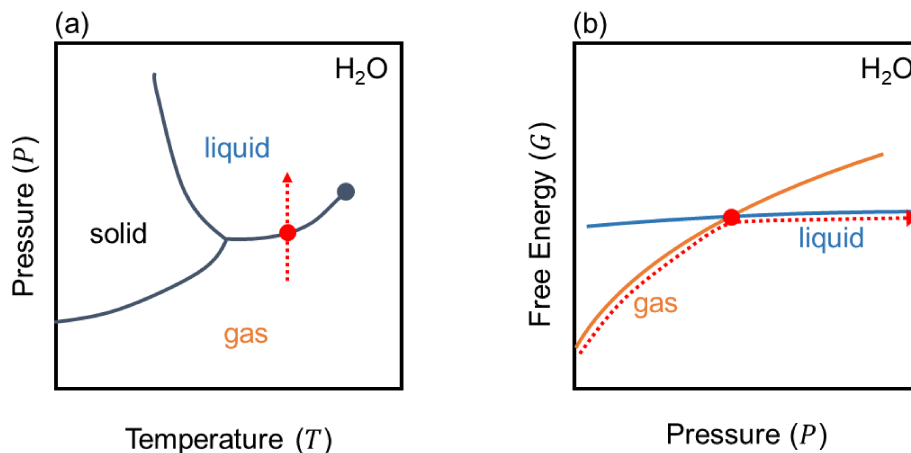 (a)
H₂O
Pressure (P)
liquid
solid
gas
Temperature (T)
(b)
H₂O
Free Energy (G)
liquid
gas
Pressure (P)